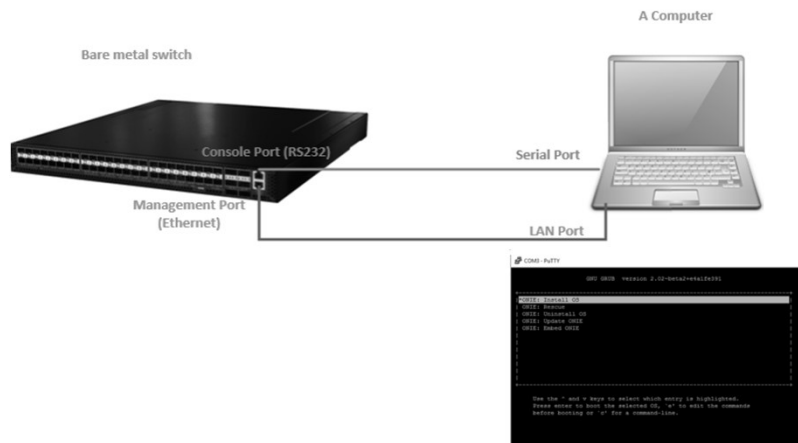 A Computer
Bare metal switch
Console Port (RS232)
Serial Port
Management Port
(Ethernet)
LAN Port
COM3 - PuTTY
GNU GRUB version 2.02~beta2+e4a1fe391
*ONIE: Install OS
ONIE: Rescue
ONIE: Uninstall OS
ONIE: Update ONIE
ONIE: Embed ONIE
Use the ^ and v keys to select which entry is highlighted.
Press enter to boot the selected OS, `e' to edit the commands
before booting or `c' for a command-line.